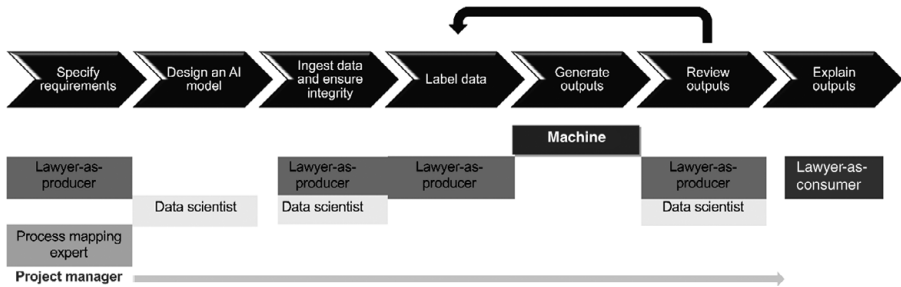 Specify
requirements
Design an AI
model
Ingest data
and ensure
integrity
Label data
Generate
outputs
Review
outputs
Explain
outputs
Machine
Lawyer-as-
producer
Lawyer-as-
producer
Lawyer-as-
producer
Lawyer-as-
producer
Lawyer-as-
consumer
Data scientist
Data scientist
Data scientist
Process mapping
expert
Project manager